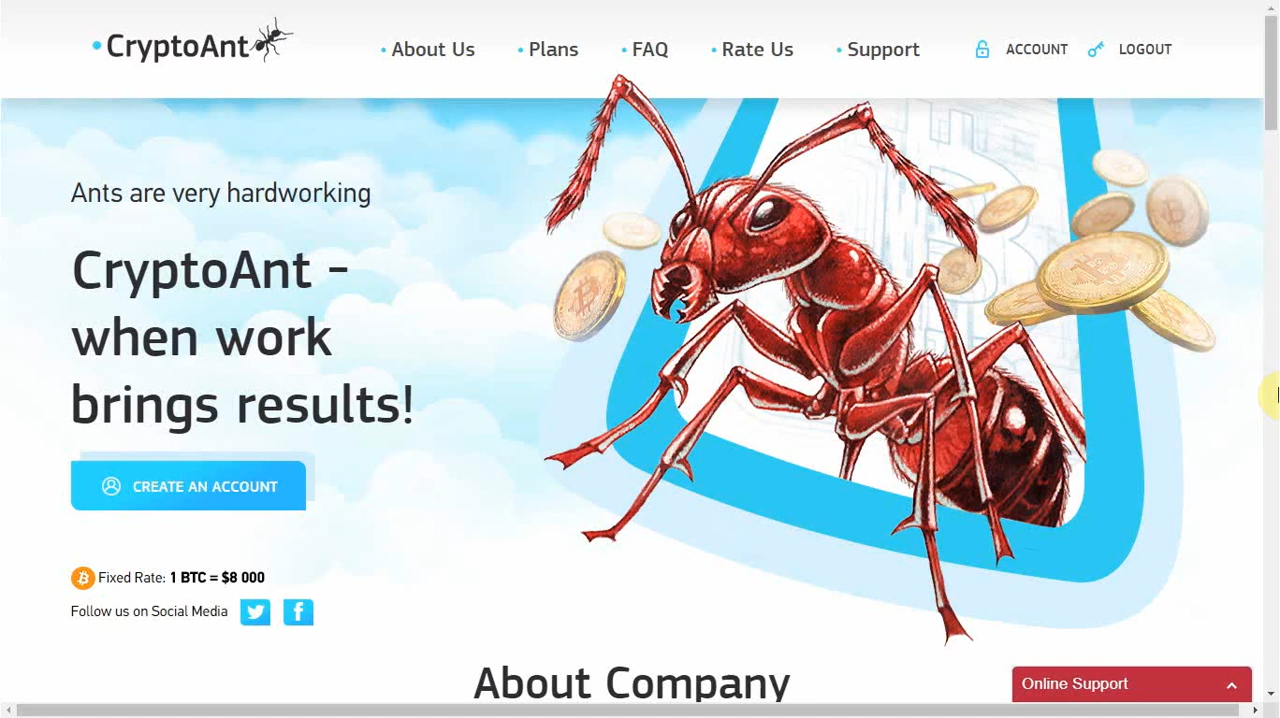 CryptoAnt
About Us
Plans
FAQ
Rate Us
Support
ACCOUNT
LOGOUT
Ants are very hardworking
CryptoAnt -
when work
brings results!
CREATE AN ACCOUNT
Fixed Rate: 1 BTC = $8 000
Follow us on Social Media
About Company
Online Support